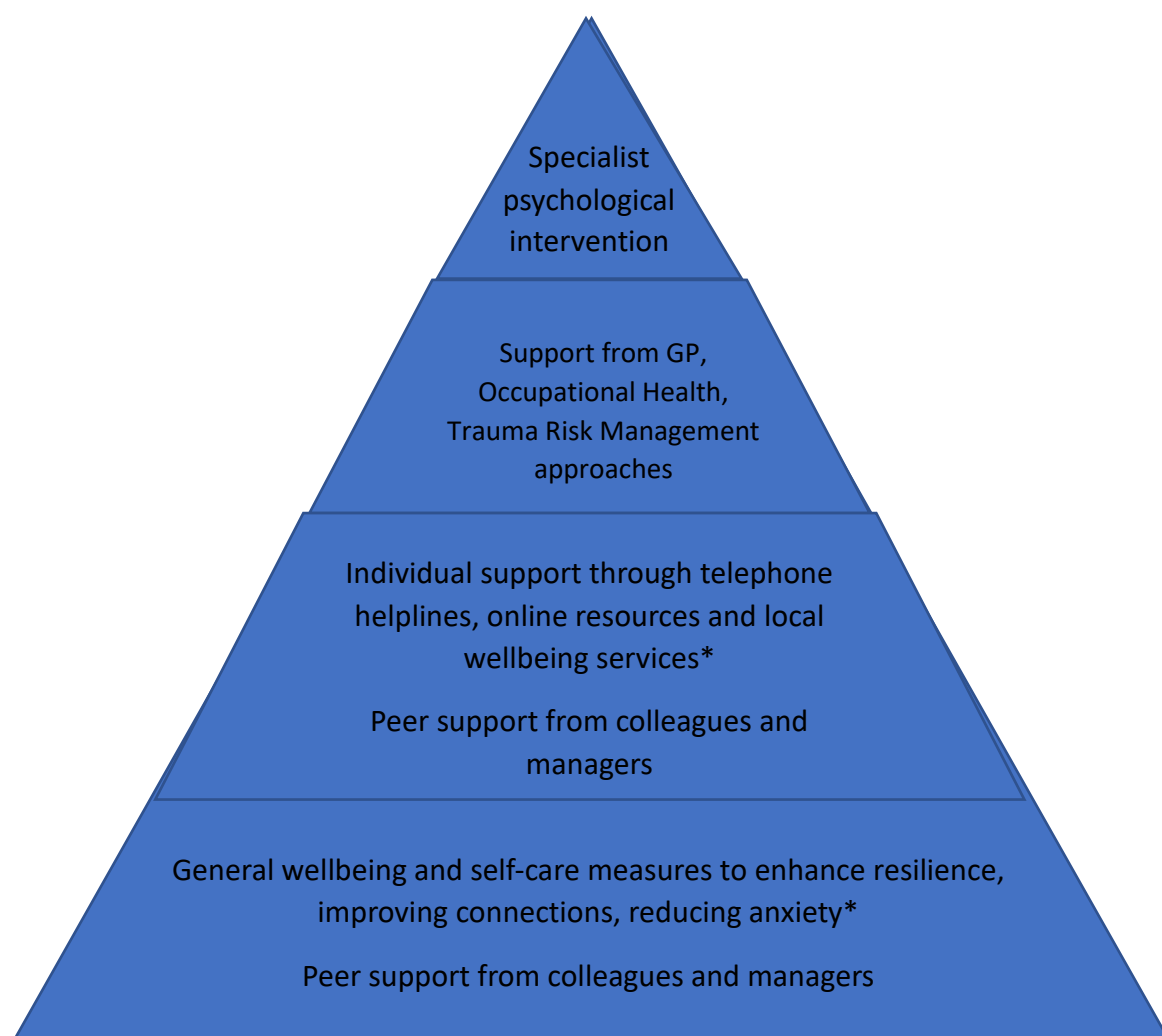 Specialist
psychological
intervention
Support from GP,
Occupational Health,
Trauma Risk Management
approaches
Individual support through telephone
helplines, online resources and local
wellbeing services*
Peer support from colleagues and
managers
General wellbeing and self-care measures to enhance resilience,
improving connections, reducing anxiety*
Peer support from colleagues and managers